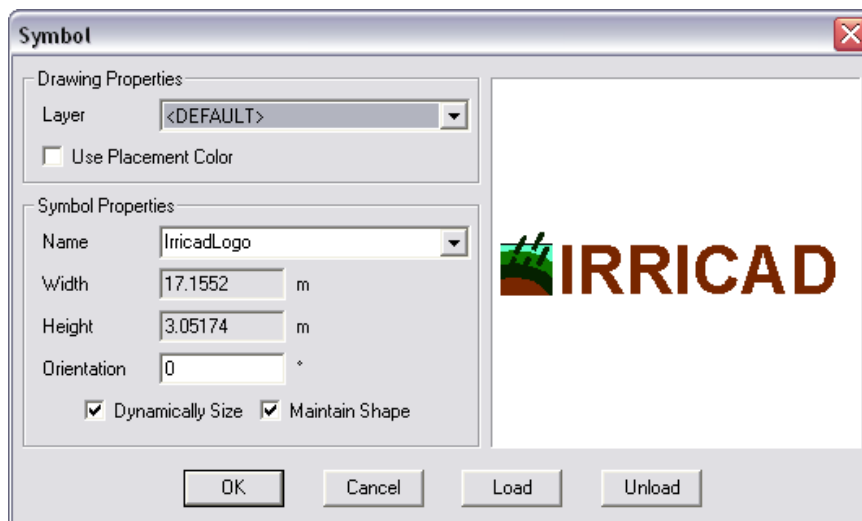 Symbol
Drawing Properties
Layer <DEFAULT>
Use Placement Color
Symbol Properties
Name IrricadLogo
Width 17.1552 m
Height 3.05174 m
Orientation 0 °
Dynamically Size Maintain Shape
IRRICAD
OK Cancel Load Unload